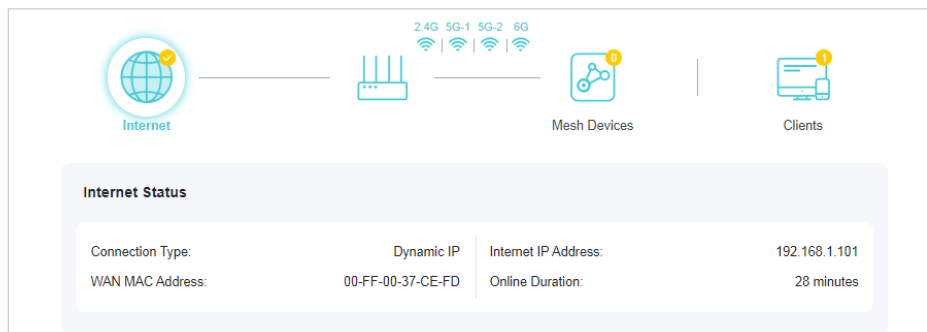 2.4G 5G-1 5G-2 6G
0
1
Internet
Mesh Devices
Clients
Internet Status
Connection Type: Dynamic IP
Internet IP Address: 192.168.1.101
WAN MAC Address: 00-FF-00-37-CE-FD
Online Duration: 28 minutes